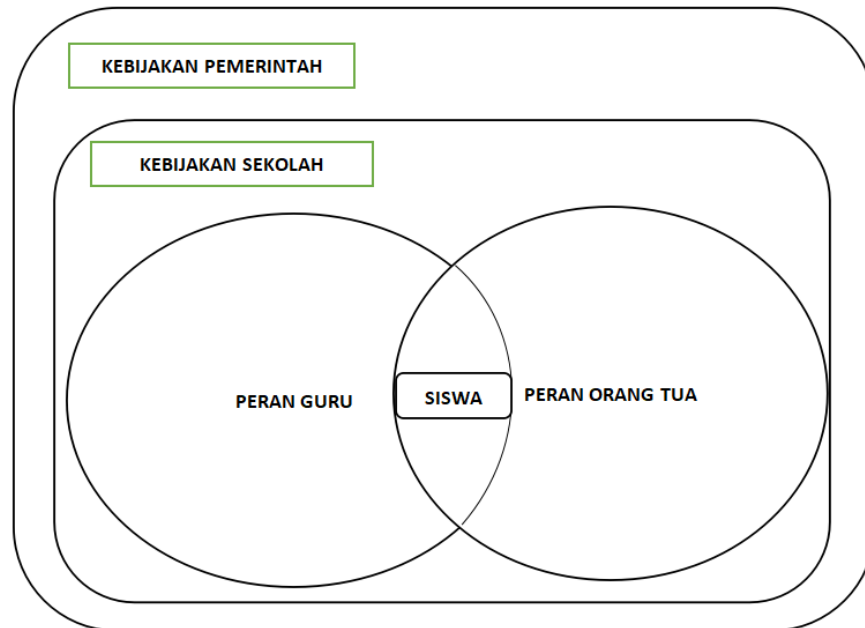 KEBIJAKAN PEMERINTAH
KEBIJAKAN SEKOLAH
PERAN GURU
SISWA
PERAN ORANG TUA